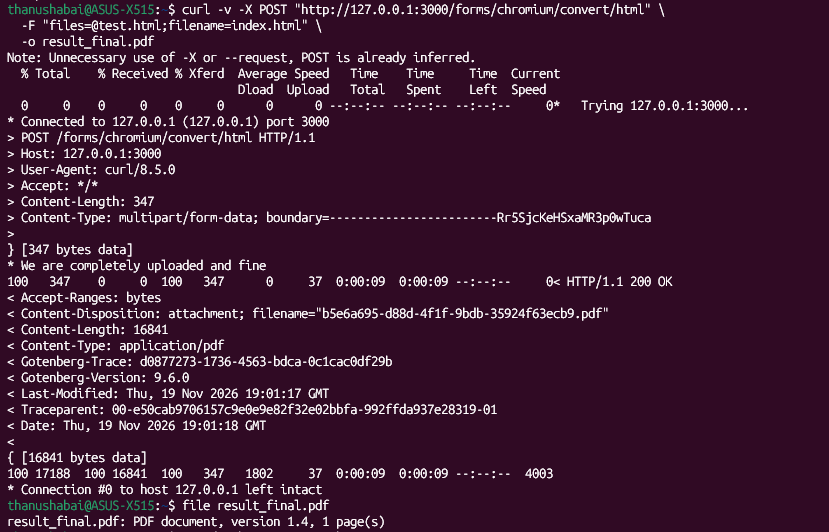 thanushabai@ASUS-X515:~$ curl -v -X POST "http://127.0.0.1:3000/forms/chromium/convert/html" \
  -F "files=@test.html;filename=index.html" \
  -o result_final.pdf
Note: Unnecessary use of -X or --request, POST is already inferred.
  % Total    % Received % Xferd  Average Speed   Time    Time     Time  Current
                                 Dload  Upload   Total   Spent    Left  Speed
  0     0    0     0    0     0      0      0 --:--:-- --:--:-- --:--:--     0*   Trying 127.0.0.1:3000...
* Connected to 127.0.0.1 (127.0.0.1) port 3000
> POST /forms/chromium/convert/html HTTP/1.1
> Host: 127.0.0.1:3000
> User-Agent: curl/8.5.0
> Accept: */*
> Content-Length: 347
> Content-Type: multipart/form-data; boundary=------------------------Rr5SjcKeHSxaMR3p0wTuca
>
} [347 bytes data]
* We are completely uploaded and fine
100   347    0     0  100   347      0     37  0:00:09  0:00:09 --:--:--     0< HTTP/1.1 200 OK
< Accept-Ranges: bytes
< Content-Disposition: attachment; filename="b5e6a695-d88d-4f1f-9bdb-35924f63ecb9.pdf"
< Content-Length: 16841
< Content-Type: application/pdf
< Gotenberg-Trace: d0877273-1736-4563-bdca-0c1cac0df29b
< Gotenberg-Version: 9.6.0
< Last-Modified: Thu, 19 Nov 2026 19:01:17 GMT
< Traceparent: 00-e50cab9706157c9e0e9e82f32e02bbfa-992ffda937e28319-01
< Date: Thu, 19 Nov 2026 19:01:18 GMT
<
{ [16841 bytes data]
100 17188  100 16841  100   347   1802     37  0:00:09  0:00:09 --:--:--  4003
* Connection #0 to host 127.0.0.1 left intact
thanushabai@ASUS-X515:~$ file result_final.pdf
result_final.pdf: PDF document, version 1.4, 1 page(s)